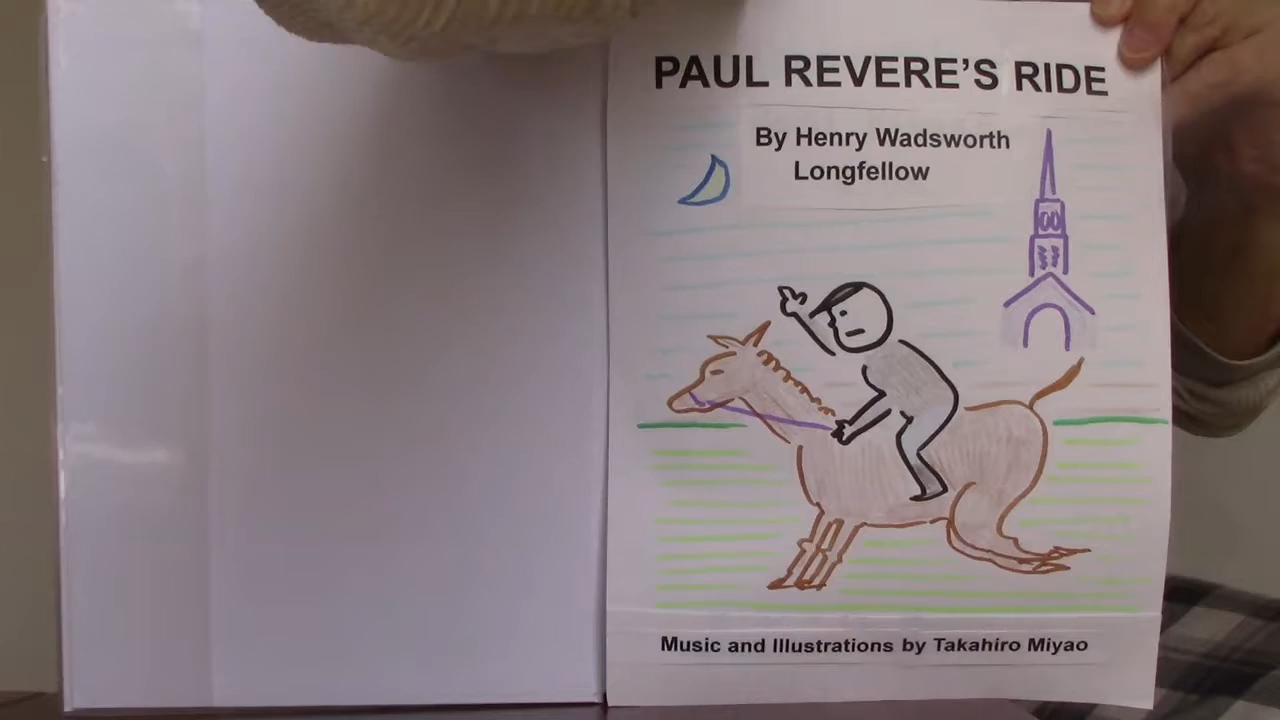 PAUL REVERE'S RIDE
By Henry Wadsworth
Longfellow
Music and Illustrations by Takahiro Miyao